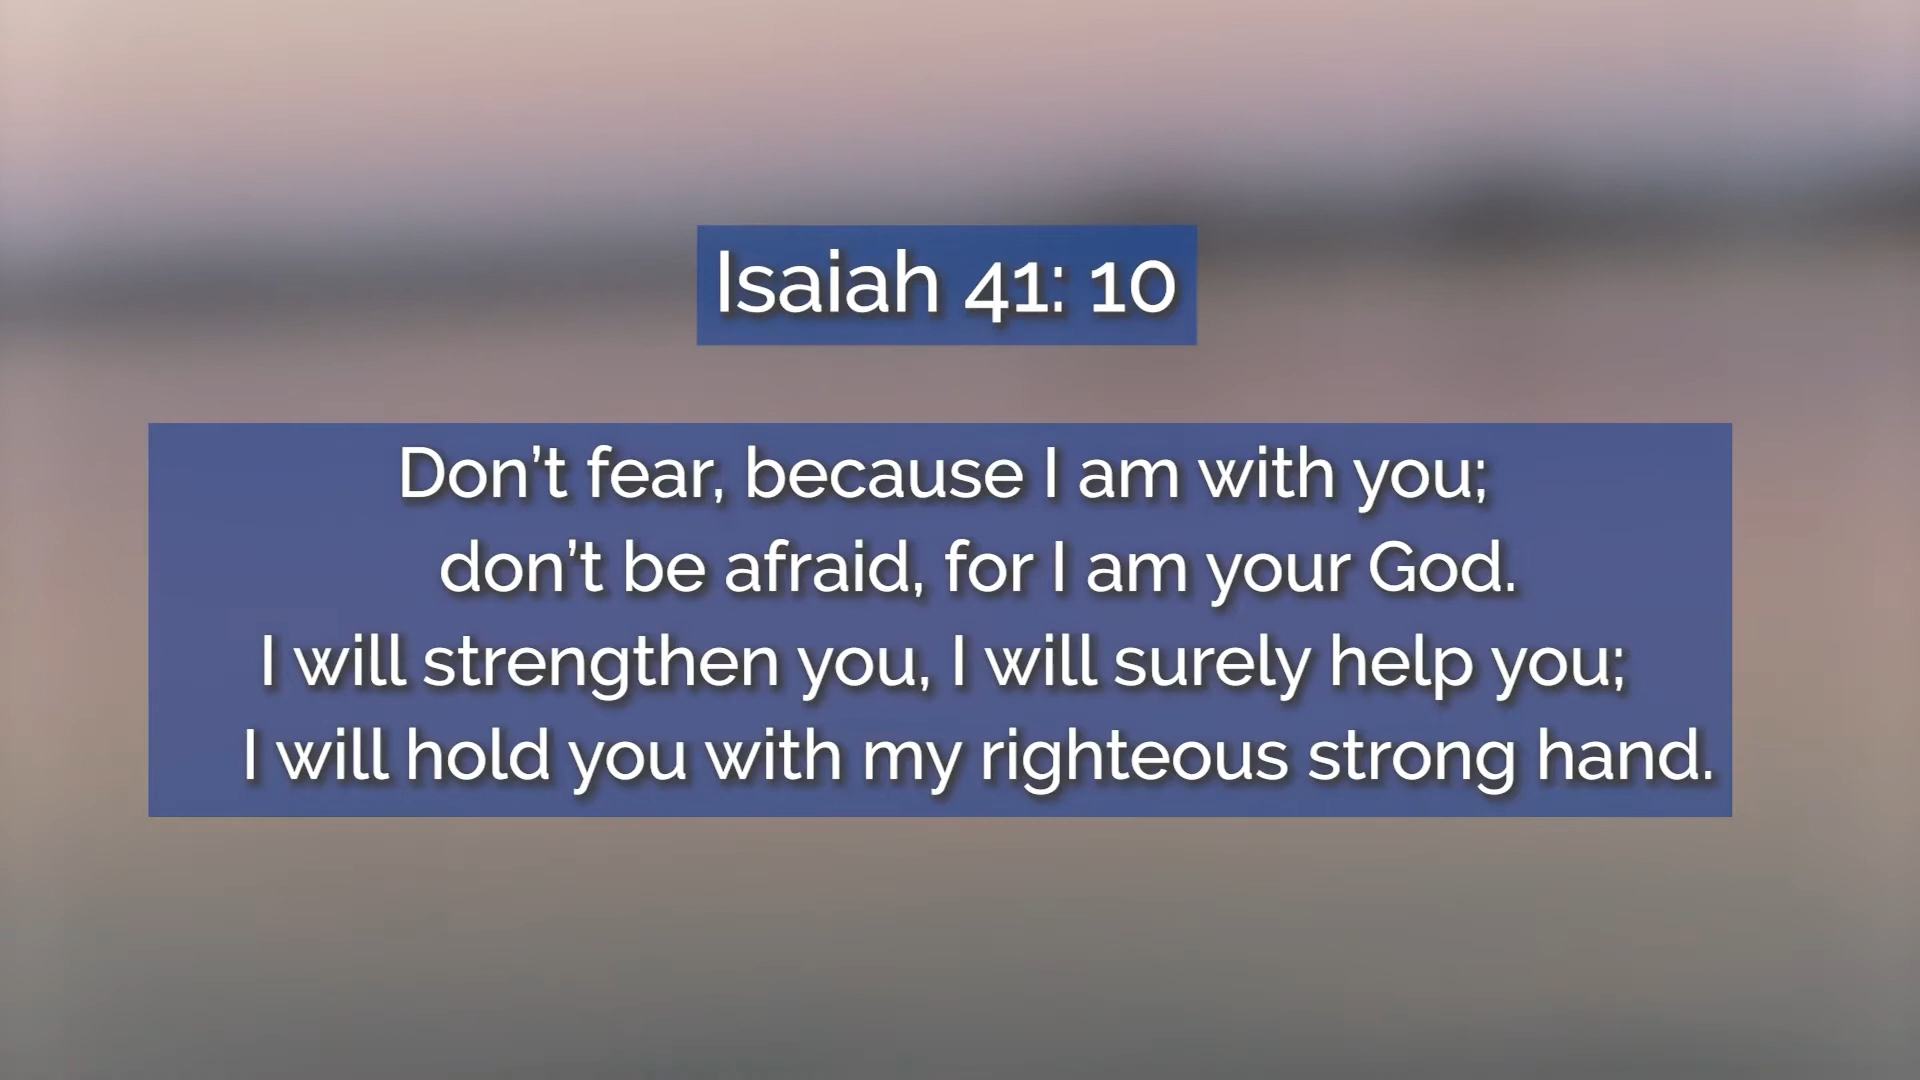 Isaiah 41: 10
Don’t fear, because I am with you;
don’t be afraid, for I am your God.
I will strengthen you, I will surely help you;
I will hold you with my righteous strong hand.